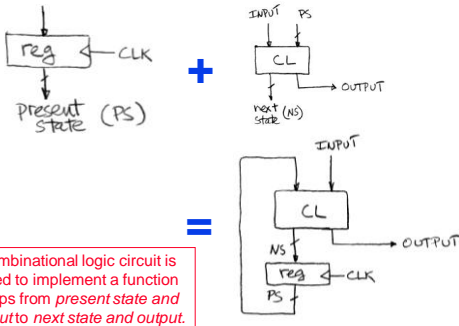 INPUT PS
reg CLK
CL
OUTPUT
present
state (PS)
next
state (NS)
+
=
INPUT
CL
OUTPUT
NS
reg CLK
PS
mbinational logic circuit is
ed to implement a function
ps from present state and
ut to next state and output.